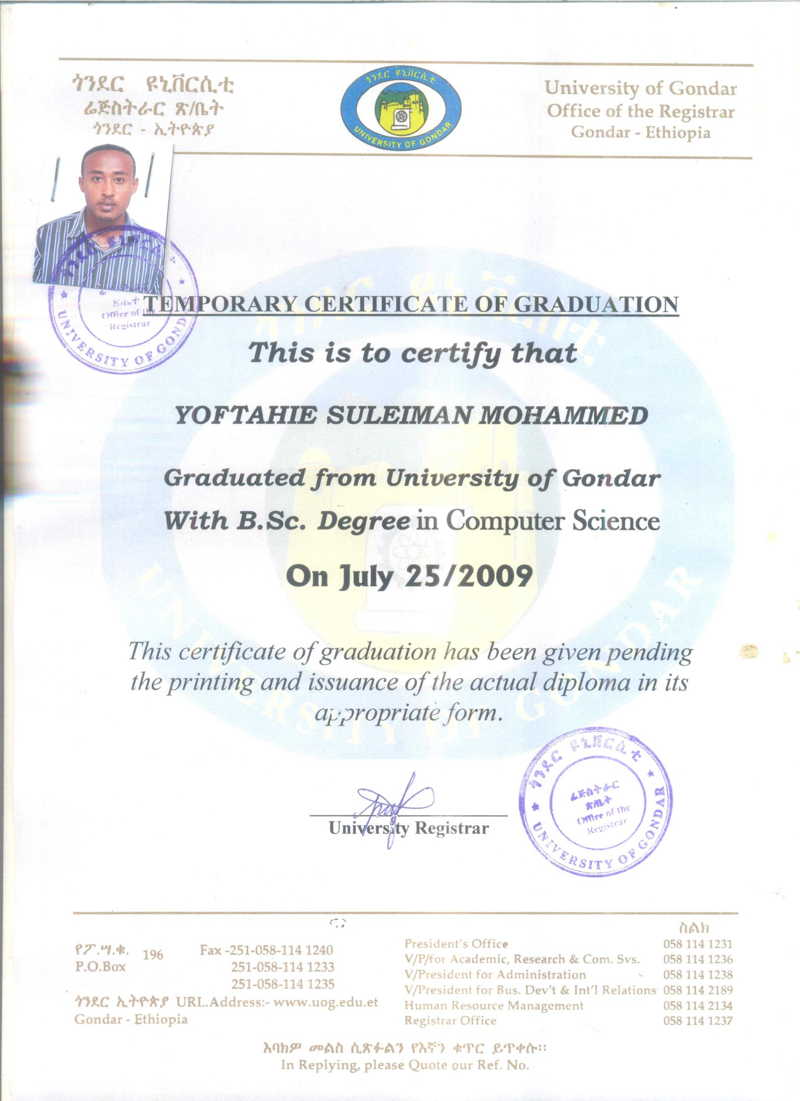 ጎንደር ዩኒቨርሲቲ
ሬጅስትራር ጽ/ቤት
ጎንደር - ኢትዮጵያ
ጎንደር ዩኒቨርሲቲ
UNIVERSITY OF GONDAR
University of Gondar
Office of the Registrar
Gondar - Ethiopia
Office of the
Registrar
UNIVERSITY OF GONDAR
TEMPORARY CERTIFICATE OF GRADUATION
This is to certify that
YOFTAHIE SULEIMAN MOHAMMED
Graduated from University of Gondar
With B.Sc. Degree in Computer Science
On July 25/2009
This certificate of graduation has been given pending
the printing and issuance of the actual diploma in its
appropriate form.
UNIVERSITY OF GONDAR
University Registrar
ጎንደር ዩኒቨርሲቲ
ሬጅስትራር
ጽ/ቤት
Office of the
Registrar
UNIVERSITY OF GONDAR
የፖ.ሣ.ቁ. 196
P.O.Box
Fax -251-058-114 1240
251-058-114 1233
251-058-114 1235
ጎንደር ኢትዮጵያ URL.Address:- www.uog.edu.et
Gondar - Ethiopia
ስልክ
President's Office 058 114 1231
V/P/for Academic, Research & Com. Svs. 058 114 1236
V/President for Administration 058 114 1238
V/President for Bus. Dev't & Int'l Relations 058 114 2189
Human Resource Management 058 114 2134
Registrar Office 058 114 1237
እባክዎ መልስ ሲጽፉልን የእኛን ቁጥር ይጥቀሱ፡፡
In Replying, please Quote our Ref. No.